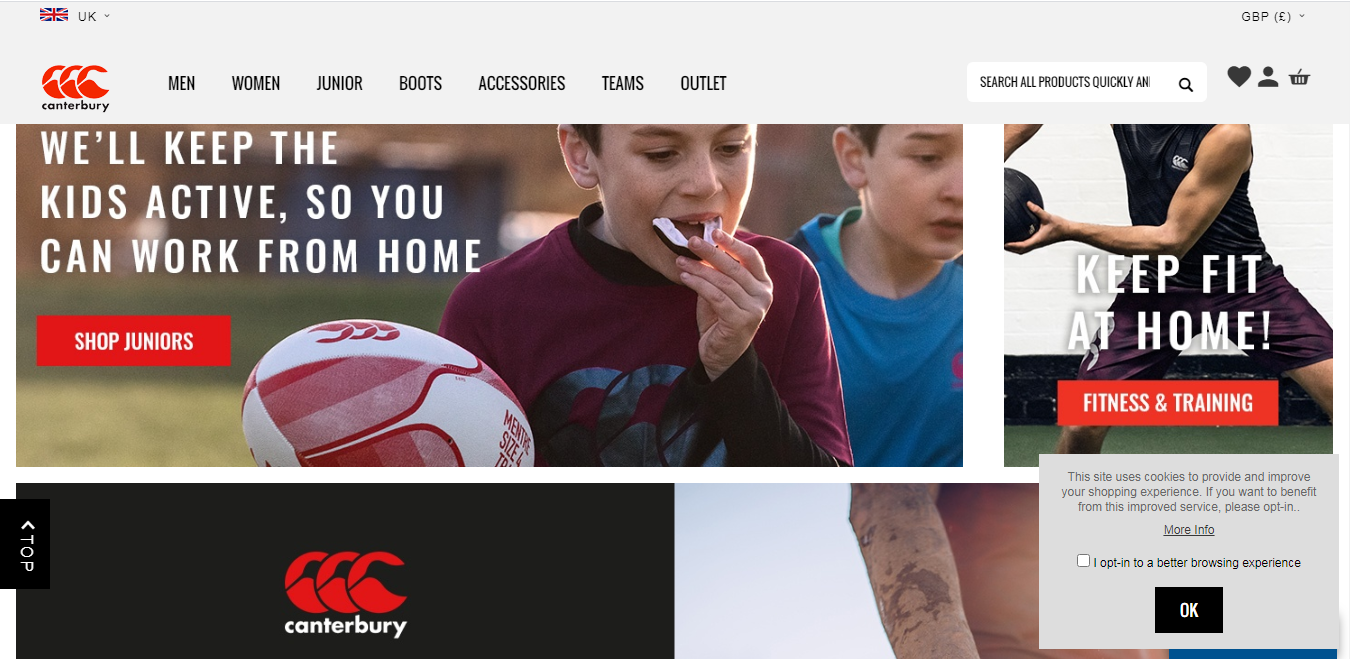 UK
GBP (£)
canterbury
MEN
WOMEN
JUNIOR
BOOTS
ACCESSORIES
TEAMS
OUTLET
SEARCH ALL PRODUCTS QUICKLY AN
WE'LL KEEP THE
KIDS ACTIVE, SO YOU
CAN WORK FROM HOME
SHOP JUNIORS
MENTRE
SIZE 4
KEEP FIT
AT HOME!
FITNESS & TRAINING
TOP
canterbury
This site uses cookies to provide and improve
your shopping experience. If you want to benefit
from this improved service, please opt-in..
More Info
I opt-in to a better browsing experience
OK